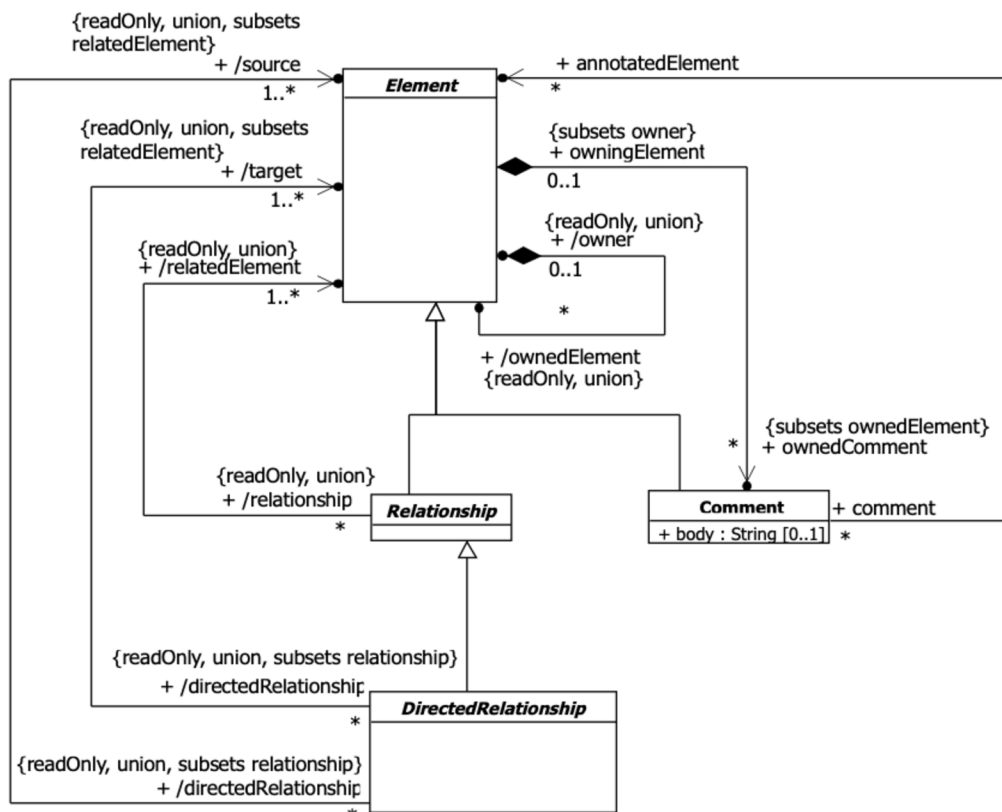 {readOnly, union, subsets
relatedElement}
+ /source
1..*
Element
+ annotatedElement
*
{readOnly, union, subsets
relatedElement}
+ /target
1..*
{subsets owner}
+ owningElement
0..1
{readOnly, union}
+ /owner
0..1
{readOnly, union}
+ /relatedElement
1..*
*
+ /ownedElement
{readOnly, union}
{subsets ownedElement}
* + ownedComment
{readOnly, union}
+ /relationship
*
Relationship
Comment
+ body : String [0..1]
+ comment
*
{readOnly, union, subsets relationship}
+ /directedRelationship
*
DirectedRelationship
{readOnly, union, subsets relationship}
+ /directedRelationship
*